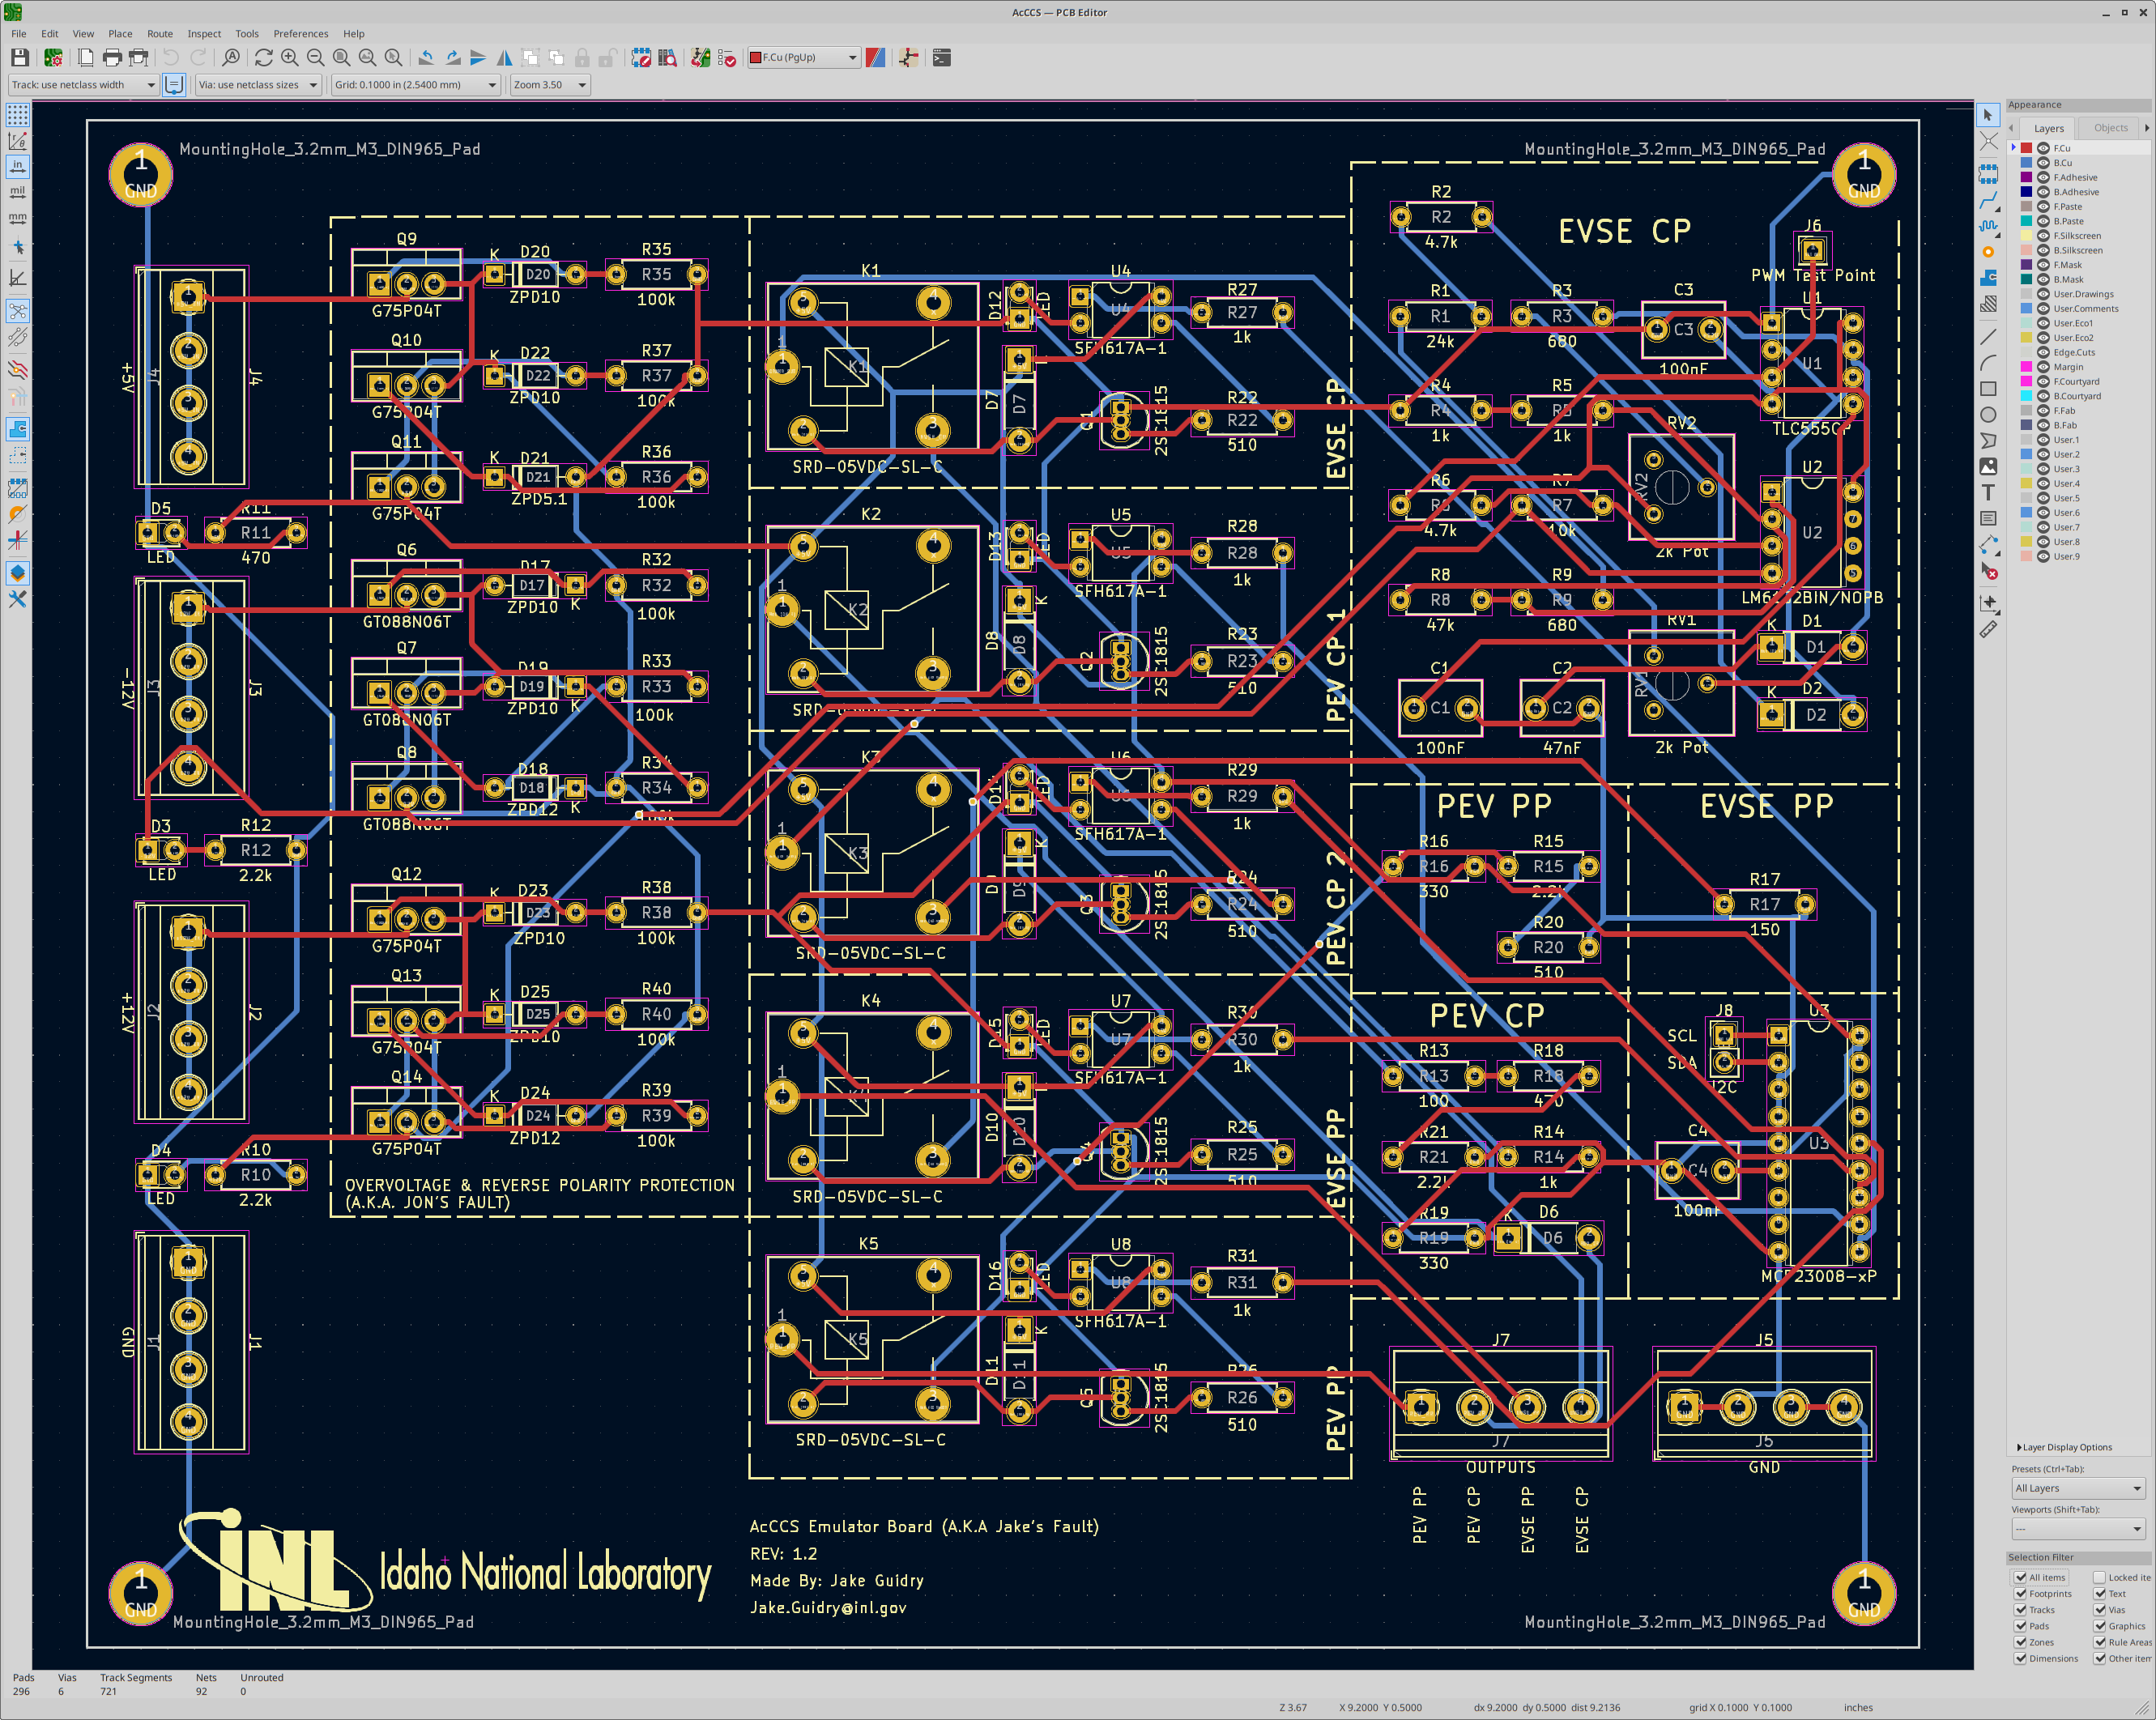 AcCCS — PCB Editor
File Edit View Place Route Inspect Tools Preferences Help
F.Cu (PgUp)
Track: use netclass width
Via: use netclass sizes
Grid: 0.1000 in (2.5400 mm)
Zoom 3.50
in
mil
mm
MountingHole_3.2mm_M3_DIN965_Pad
MountingHole_3.2mm_M3_DIN965_Pad
1
GND
1
GND
J4
+5V
D5
LED
R11
470
J3
-12V
D3
LED
R12
2.2k
J2
+12V
D4
LED
R10
2.2k
J1
GND
Q9
G75P04T
D20
K
ZPD10
R35
100k
Q10
G75P04T
D22
K
ZPD10
R37
100k
Q11
G75P04T
D21
K
ZPD5.1
R36
100k
Q6
GT088N06T
D17
K
ZPD10
R32
100k
Q7
GT088N06T
D19
K
ZPD10
R33
100k
Q8
GT088N06T
D18
K
ZPD12
R34
Q12
G75P04T
D23
K
ZPD10
R38
100k
Q13
G75P04T
D25
K
ZPD10
R40
100k
Q14
G75P04T
D24
K
ZPD12
R39
100k
OVERVOLTAGE & REVERSE POLARITY PROTECTION
(A.K.A. JON'S FAULT)
K1
SRD-05VDC-SL-C
D12
LED
D7
U4
SFH617A-1
Q1
2SC1815
R27
1k
R22
510
EVSE CP
K2
D13
LED
D8
K
U5
SFH617A-1
Q2
2SC1815
R28
1k
R23
510
PEV CP 1
K3
SRD-05VDC-SL-C
LED
K
U6
SFH617A-1
Q3
2SC1815
R29
1k
R24
510
PEV CP 2
K4
SRD-05VDC-SL-C
D15
LED
D10
U7
SFH617A-1
2SC1815
R30
1k
R25
510
EVSE PP
K5
SRD-05VDC-SL-C
D16
LED
D11
K
U8
SFH617A-1
Q5
2SC1815
R31
1k
R26
510
PEV PP
EVSE CP
R2
4.7k
J6
PWM Test Point
R1
24k
R3
680
C3
100nF
U1
TLC555CP
R4
1k
R5
1k
RV2
2k Pot
U2
R6
4.7k
R7
10k
R8
47k
R9
680
RV1
2k Pot
D1
K
D2
K
C1
100nF
C2
47nF
PEV PP
R16
330
R15
2.2k
R20
510
EVSE PP
R17
150
PEV CP
R13
100
R18
470
R21
2.2k
R14
1k
R19
330
D6
K
J8
SCL
SDA
I2C
U3
MCP23008-xP
C4
100nF
J7
OUTPUTS
PEV PP
PEV CP
EVSE PP
EVSE CP
J5
GND
INL
Idaho National Laboratory
AcCCS Emulator Board (A.K.A Jake's Fault)
REV: 1.2
Made By: Jake Guidry
Jake.Guidry@inl.gov
1
GND
1
GND
MountingHole_3.2mm_M3_DIN965_Pad
MountingHole_3.2mm_M3_DIN965_Pad
Appearance
Layers Objects
F.Cu
B.Cu
F.Adhesive
B.Adhesive
F.Paste
B.Paste
F.Silkscreen
B.Silkscreen
F.Mask
B.Mask
User.Drawings
User.Comments
User.Eco1
User.Eco2
Edge.Cuts
Margin
F.Courtyard
B.Courtyard
F.Fab
B.Fab
User.1
User.2
User.3
User.4
User.5
User.6
User.7
User.8
User.9
Layer Display Options
Presets (Ctrl+Tab):
All Layers
Viewports (Shift+Tab):
---
Selection Filter
All items Locked ite
Footprints Text
Tracks Vias
Pads Graphics
Zones Rule Areas
Dimensions Other item
Pads Vias Track Segments Nets Unrouted
296 6 721 92 0
Z 3.67 X 9.2000 Y 0.5000 dx 9.2000 dy 0.5000 dist 9.2136 grid X 0.1000 Y 0.1000 inches